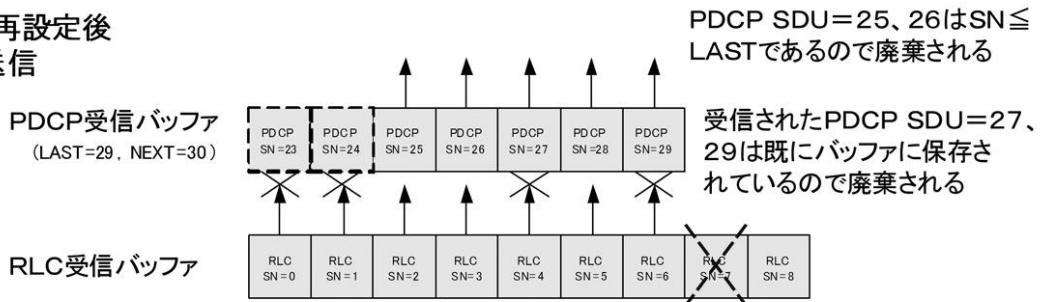 再設定後
送信
PDCP SDU＝25、26はSN≦
LASTであるので廃棄される
PDCP受信バッファ
(LAST=29, NEXT=30)
PDCP SN=23
PDCP SN=24
PDCP SN=25
PDCP SN=26
PDCP SN=27
PDCP SN=28
PDCP SN=29
受信されたPDCP SDU＝27、
29は既にバッファに保存さ
れているので廃棄される
RLC受信バッファ
RLC SN=0
RLC SN=1
RLC SN=2
RLC SN=3
RLC SN=4
RLC SN=5
RLC SN=6
RLC SN=7
RLC SN=8